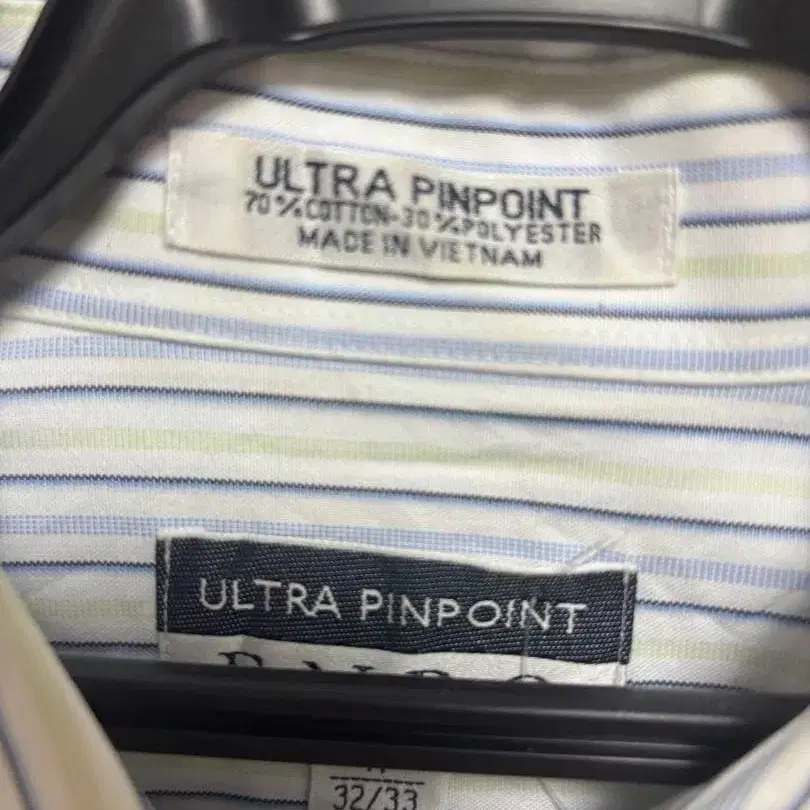 ULTRA PINPOINT
70%COTTON-30%POLYESTER
MADE IN VIETNAM
ULTRA PINPOINT
32/33